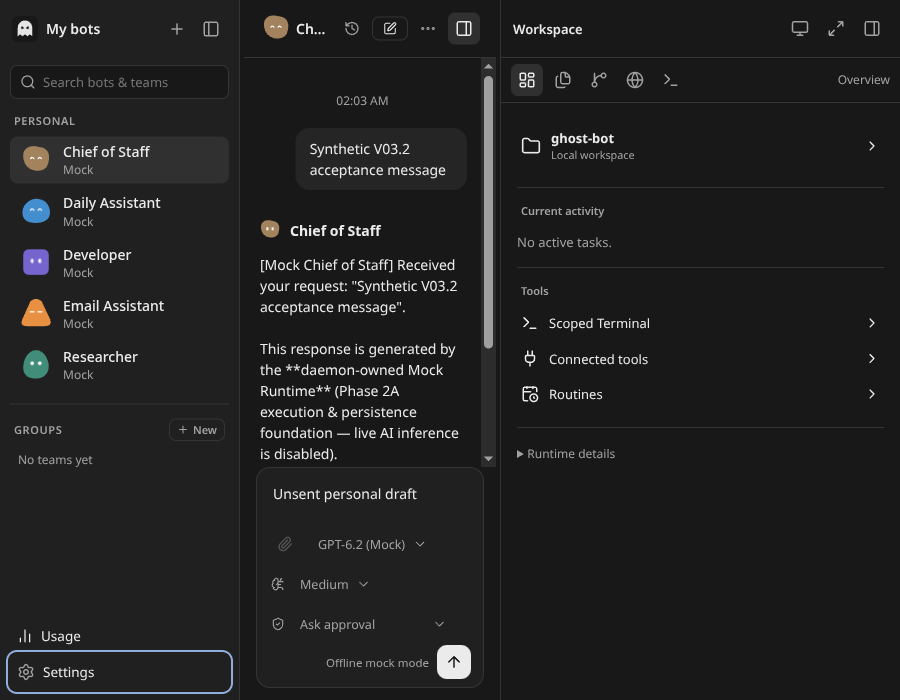 My bots
Search bots & teams
PERSONAL
Chief of Staff
Mock
Daily Assistant
Mock
Developer
Mock
Email Assistant
Mock
Researcher
Mock
GROUPS
New
No teams yet
Usage
Settings
Ch...
02:03 AM
Synthetic V03.2
acceptance message
Chief of Staff
[Mock Chief of Staff] Received
your request: "Synthetic V03.2
acceptance message".
This response is generated by
the **daemon-owned Mock
Runtime** (Phase 2A
execution & persistence
foundation — live AI inference
is disabled).
Unsent personal draft
GPT-6.2 (Mock)
Medium
Ask approval
Offline mock mode
Workspace
Overview
ghost-bot
Local workspace
Current activity
No active tasks.
Tools
Scoped Terminal
Connected tools
Routines
Runtime details